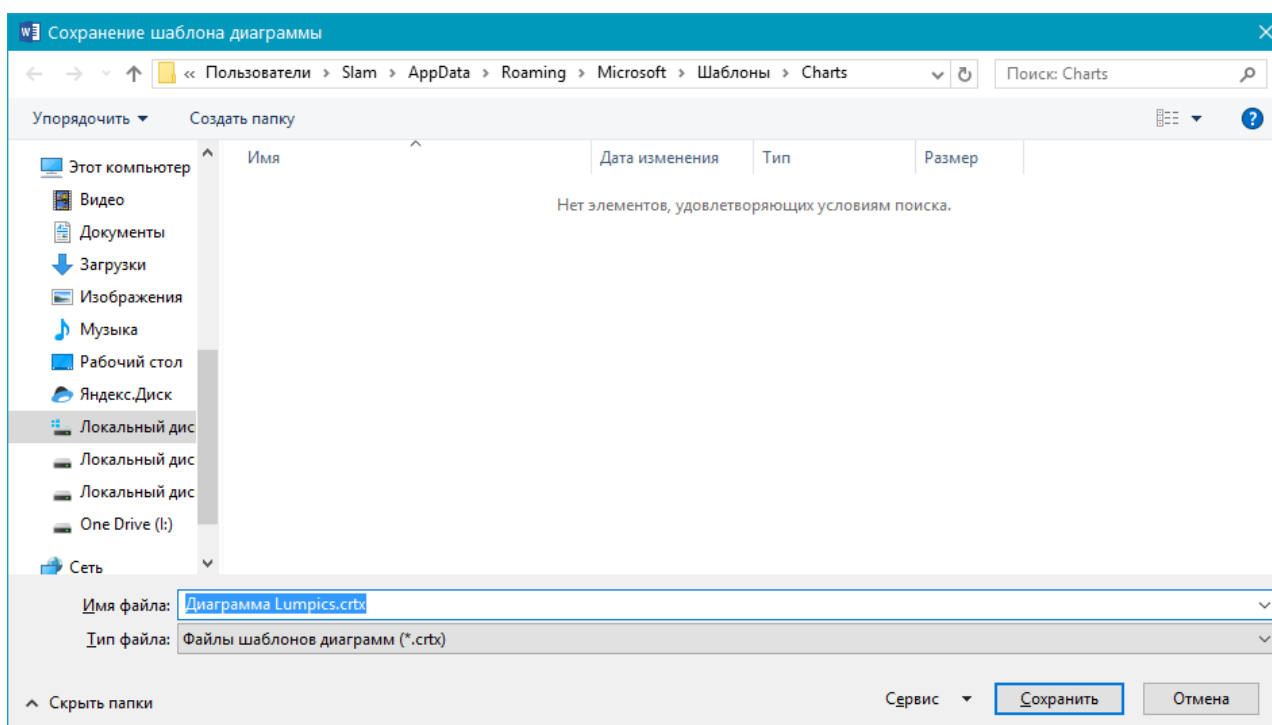 Сохранение шаблона диаграммы
« Пользователи › Slam › AppData › Roaming › Microsoft › Шаблоны › Charts
Поиск: Charts
Упорядочить
Создать папку
Имя
Дата изменения
Тип
Размер
Нет элементов, удовлетворяющих условиям поиска.
Этот компьютер
Видео
Документы
Загрузки
Изображения
Музыка
Рабочий стол
Яндекс.Диск
Локальный дис
Локальный дис
Локальный дис
One Drive (I:)
Сеть
Имя файла: Диаграмма Lumpics.crtx
Тип файла: Файлы шаблонов диаграмм (*.crtx)
Скрыть папки
Сервис
Сохранить
Отмена